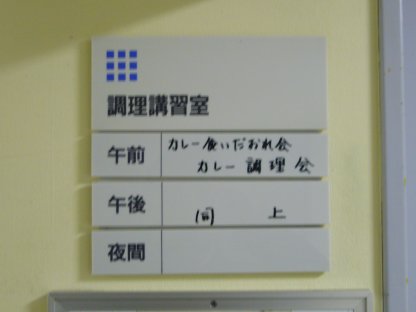 調理講習室
午前 カレー食いだおれ会
カレー 調理会
午後 同 上
夜間